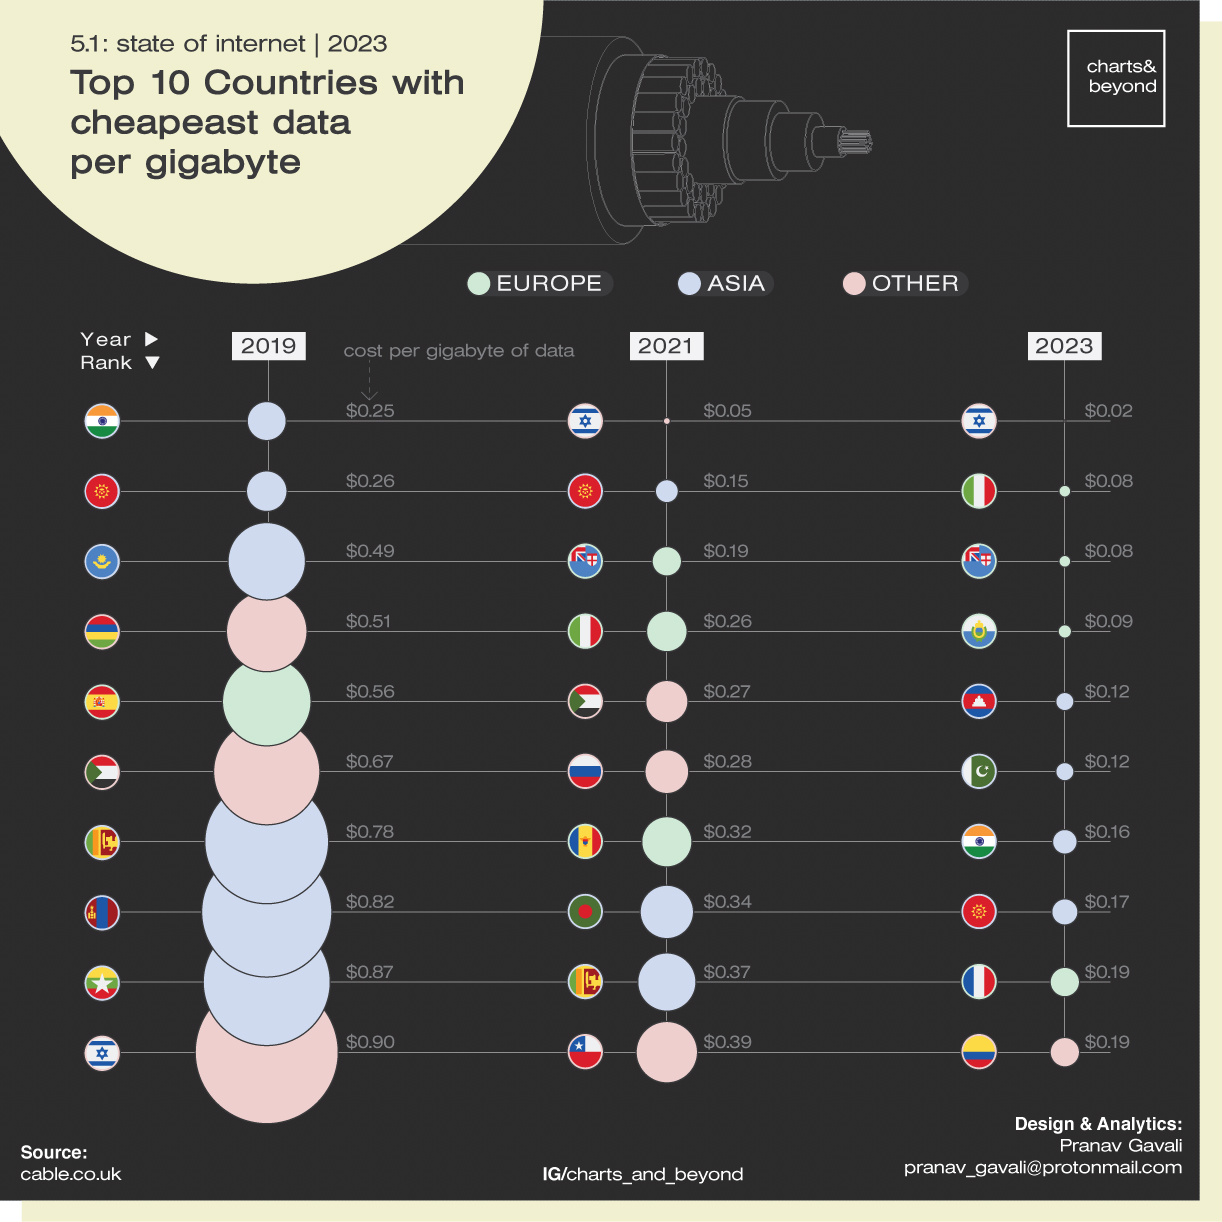 5.1: state of internet | 2023
Top 10 Countries with
cheapeast data
per gigabyte
charts&
beyond
EUROPE
ASIA
OTHER
Year ▶
Rank ▼
2019
cost per gigabyte of data
2021
2023
$0.25
$0.05
$0.02
$0.26
$0.15
$0.08
$0.49
$0.19
$0.08
$0.51
$0.26
$0.09
$0.56
$0.27
$0.12
$0.67
$0.28
$0.12
$0.78
$0.32
$0.16
$0.82
$0.34
$0.17
$0.87
$0.37
$0.19
$0.90
$0.39
$0.19
Source:
cable.co.uk
IG/charts_and_beyond
Design & Analytics:
Pranav Gavali
pranav_gavali@protonmail.com